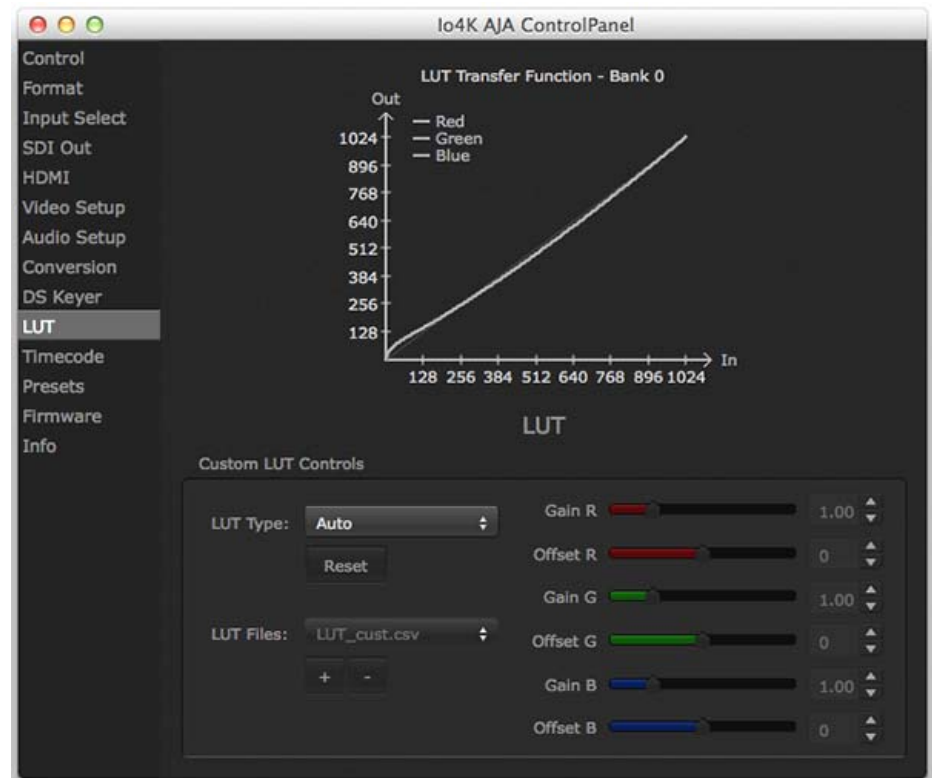 Io4K AJA ControlPanel
Control
Format
Input Select
SDI Out
HDMI
Video Setup
Audio Setup
Conversion
DS Keyer
LUT
Timecode
Presets
Firmware
Info
LUT Transfer Function - Bank 0
Out
Red
Green
Blue
1024
896
768
640
512
384
256
128
In
128 256 384 512 640 768 896 1024
LUT
Custom LUT Controls
LUT Type: Auto
Reset
LUT Files: LUT_cust.csv
+ -
Gain R 1.00
Offset R 0
Gain G 1.00
Offset G 0
Gain B 1.00
Offset B 0